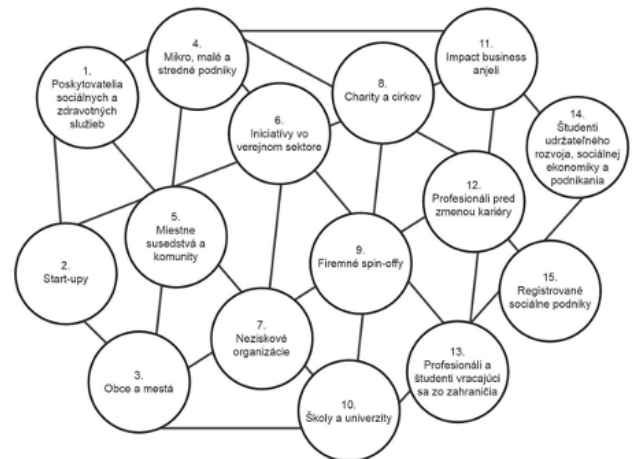 1.
Poskytovatelia
sociálnych a
zdravotných
služieb
2.
Start-upy
3.
Obce a mestá
4.
Mikro, malé a
stredné podniky
5.
Miestne
susedstvá a
komunity
6.
Iniciatívy vo
verejnom sektore
7.
Neziskové
organizácie
8.
Charity a cirkev
9.
Firemné spin-offy
10.
Školy a univerzity
11.
Impact business
anjeli
12.
Profesionáli pred
zmenou kariéry
13.
Profesionáli a
študenti vracajúci
sa zo zahraničia
14.
Študenti
udržateľného
rozvoja, sociálnej
ekonomiky a
podnikania
15.
Registrované
sociálne podniky